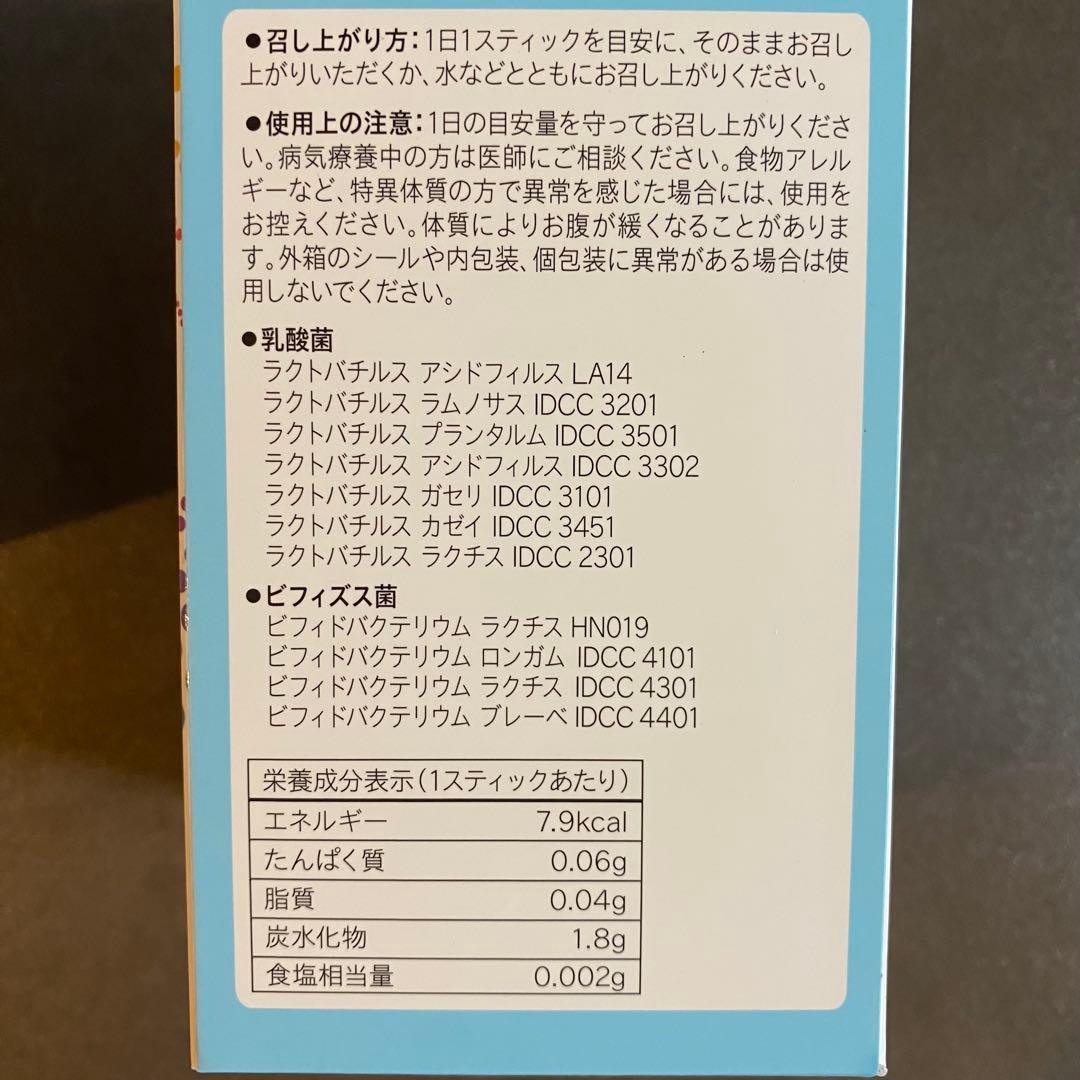 ●召し上がり方：1日1スティックを目安に、そのままお召し
上がりいただくか、水などとともにお召し上がりください。
●使用上の注意：1日の目安量を守ってお召し上がりくださ
い。病気療養中の方は医師にご相談ください。食物アレル
ギーなど、特異体質の方で異常を感じた場合には、使用を
お控えください。体質によりお腹が緩くなることがありま
す。外箱のシールや内包装、個包装に異常がある場合は使
用しないでください。
●乳酸菌
ラクトバチルス アシドフィルス LA14
ラクトバチルス ラムノサス IDCC 3201
ラクトバチルス プランタルム IDCC 3501
ラクトバチルス アシドフィルス IDCC 3302
ラクトバチルス ガセリ IDCC 3101
ラクトバチルス カゼイ IDCC 3451
ラクトバチルス ラクチス IDCC 2301
●ビフィズス菌
ビフィドバクテリウム ラクチス HN019
ビフィドバクテリウム ロンガム IDCC 4101
ビフィドバクテリウム ラクチス IDCC 4301
ビフィドバクテリウム ブレーベ IDCC 4401
栄養成分表示（1スティックあたり）
エネルギー 7.9kcal
たんぱく質 0.06g
脂質 0.04g
炭水化物 1.8g
食塩相当量 0.002g